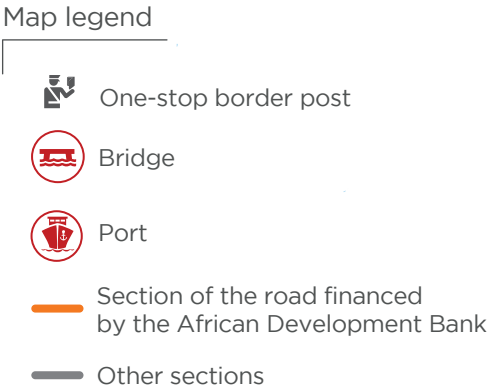 Map legend
One-stop border post
Bridge
Port
Section of the road financed
by the African Development Bank
Other sections